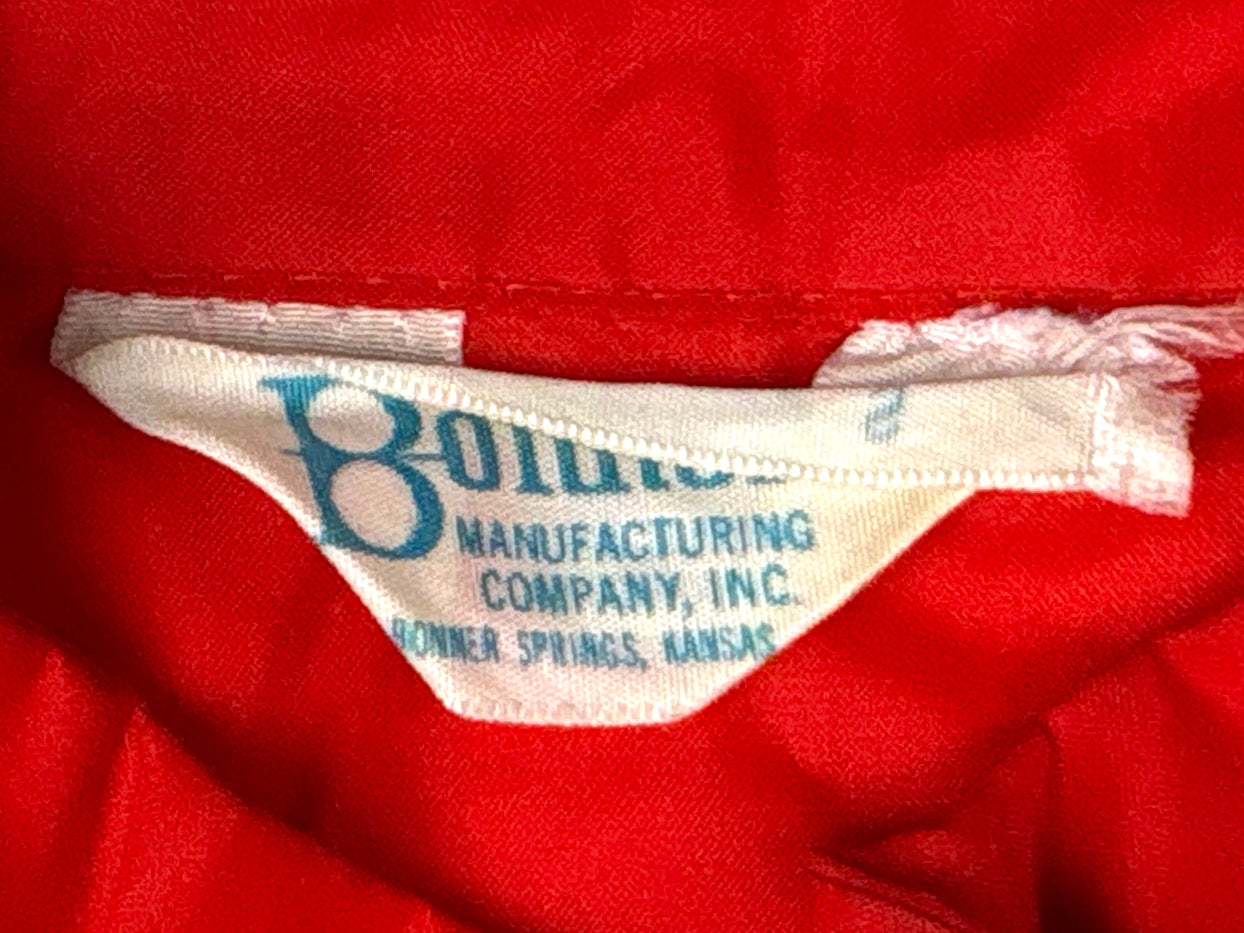 MANUFACTURING
COMPANY, INC.
BONNER SPRINGS, KANSAS